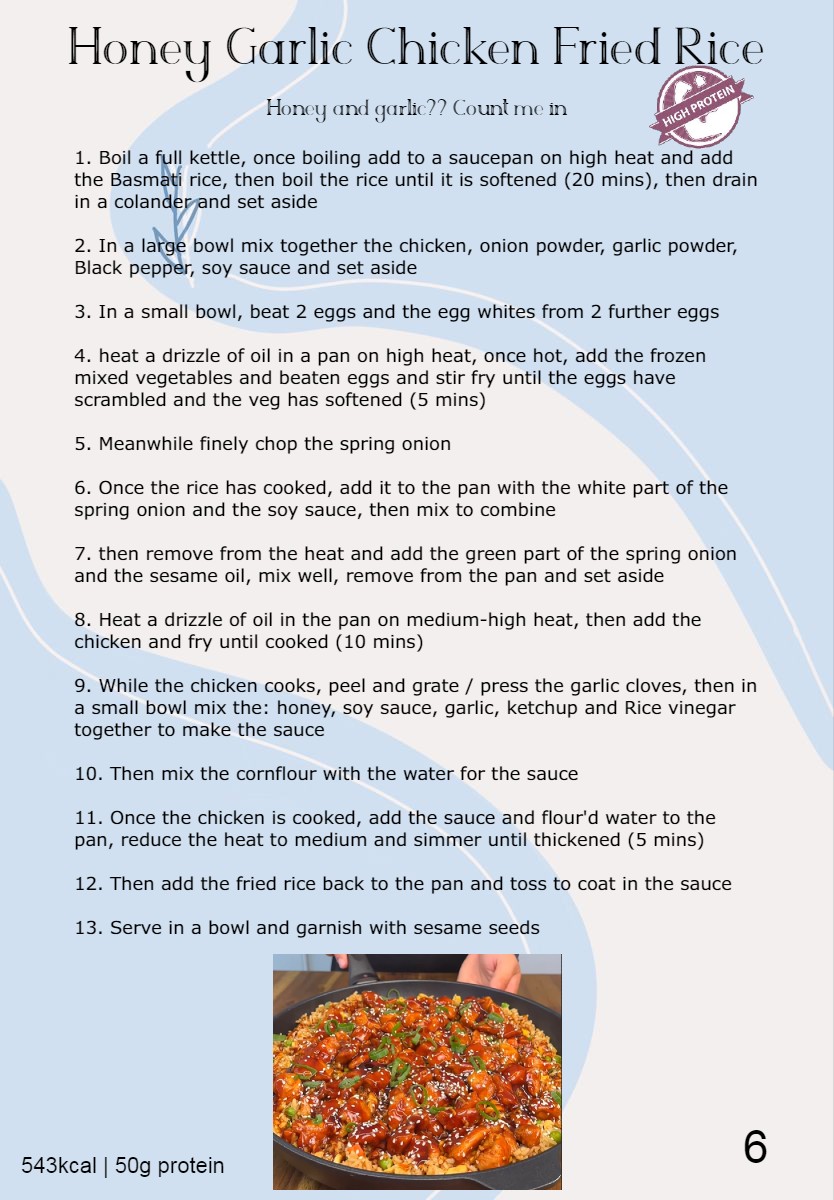 Honey Garlic Chicken Fried Rice
Honey and garlic?? Count me in
HIGH PROTEIN
1. Boil a full kettle, once boiling add to a saucepan on high heat and add
the Basmati rice, then boil the rice until it is softened (20 mins), then drain
in a colander and set aside
2. In a large bowl mix together the chicken, onion powder, garlic powder,
Black pepper, soy sauce and set aside
3. In a small bowl, beat 2 eggs and the egg whites from 2 further eggs
4. heat a drizzle of oil in a pan on high heat, once hot, add the frozen
mixed vegetables and beaten eggs and stir fry until the eggs have
scrambled and the veg has softened (5 mins)
5. Meanwhile finely chop the spring onion
6. Once the rice has cooked, add it to the pan with the white part of the
spring onion and the soy sauce, then mix to combine
7. then remove from the heat and add the green part of the spring onion
and the sesame oil, mix well, remove from the pan and set aside
8. Heat a drizzle of oil in the pan on medium-high heat, then add the
chicken and fry until cooked (10 mins)
9. While the chicken cooks, peel and grate / press the garlic cloves, then in
a small bowl mix the: honey, soy sauce, garlic, ketchup and Rice vinegar
together to make the sauce
10. Then mix the cornflour with the water for the sauce
11. Once the chicken is cooked, add the sauce and flour'd water to the
pan, reduce the heat to medium and simmer until thickened (5 mins)
12. Then add the fried rice back to the pan and toss to coat in the sauce
13. Serve in a bowl and garnish with sesame seeds
543kcal | 50g protein
6